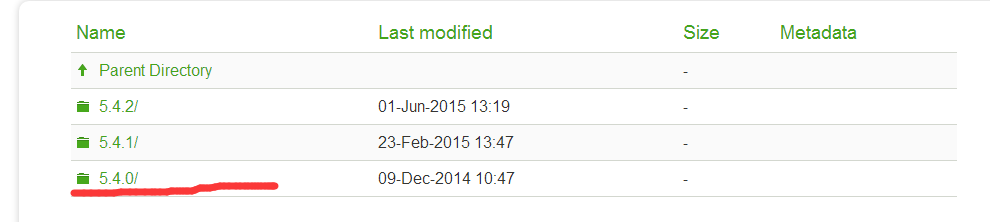 Name Last modified Size Metadata
Parent Directory -
5.4.2/ 01-Jun-2015 13:19 -
5.4.1/ 23-Feb-2015 13:47 -
5.4.0/ 09-Dec-2014 10:47 -